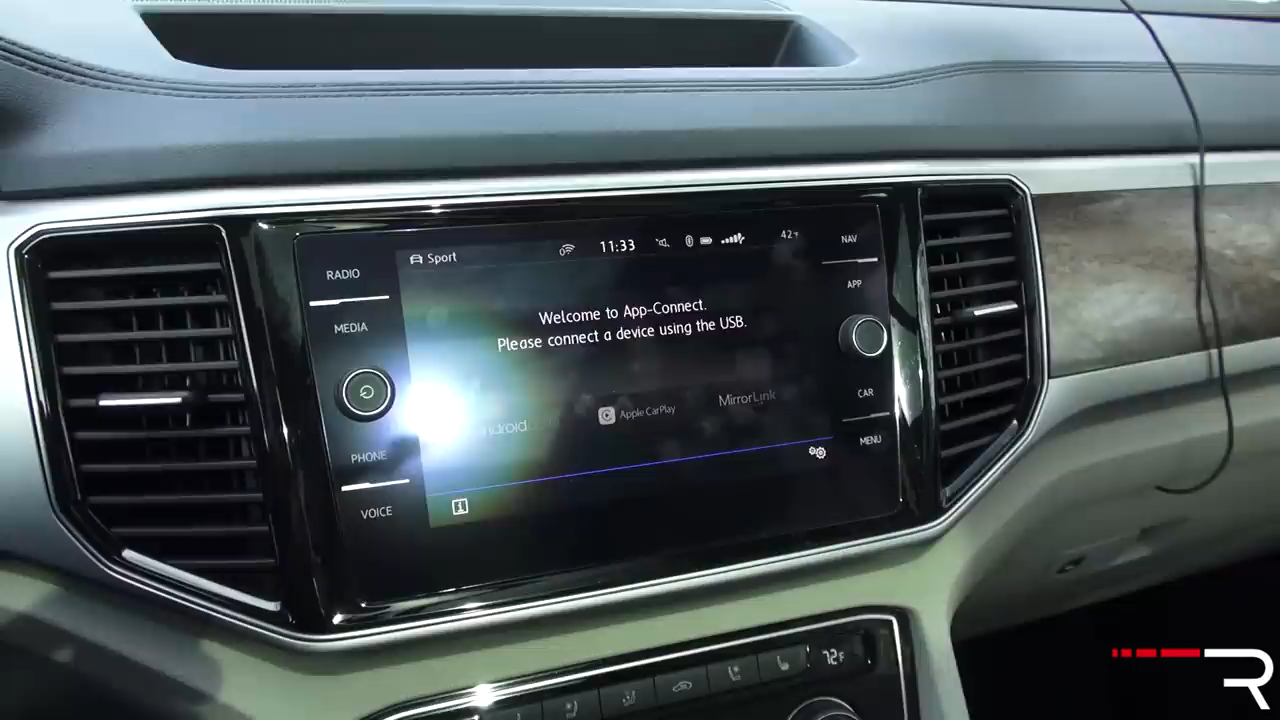 Sport
11:33
42°F
NAV
RADIO
APP
MEDIA
Welcome to App-Connect.
Please connect a device using the USB.
Apple CarPlay
MirrorLink
CAR
MENU
PHONE
VOICE
72°F
R